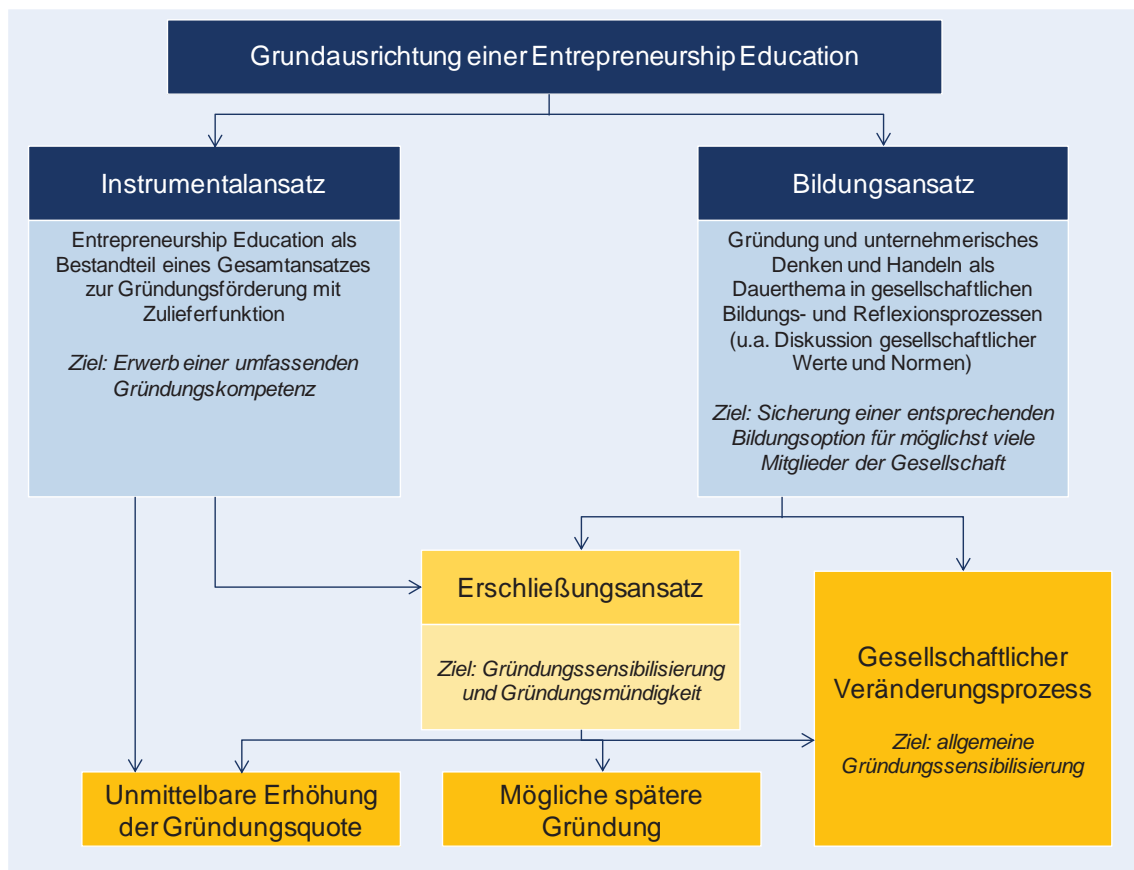 Grundausrichtung einer Entrepreneurship Education
Instrumentalansatz
Entrepreneurship Education als
Bestandteil eines Gesamtansatzes
zur Gründungsförderung mit
Zulieferfunktion
Ziel: Erwerb einer umfassenden
Gründungskompetenz
Bildungsansatz
Gründung und unternehmerisches
Denken und Handeln als
Dauerthema in gesellschaftlichen
Bildungs- und Reflexionsprozessen
(u.a. Diskussion gesellschaftlicher
Werte und Normen)
Ziel: Sicherung einer entsprechenden
Bildungsoption für möglichst viele
Mitglieder der Gesellschaft
Erschließungsansatz
Ziel: Gründungssensibilisierung
und Gründungsmündigkeit
Gesellschaftlicher
Veränderungsprozess
Ziel: allgemeine
Gründungssensibilisierung
Unmittelbare Erhöhung
der Gründungsquote
Mögliche spätere
Gründung